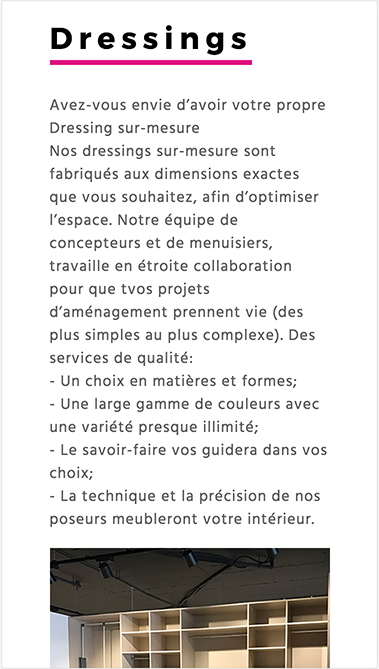 Dressings
Avez-vous envie d’avoir votre propre
Dressing sur-mesure
Nos dressings sur-mesure sont
fabriqués aux dimensions exactes
que vous souhaitez, afin d’optimiser
l’espace. Notre équipe de
concepteurs et de menuisiers,
travaille en étroite collaboration
pour que tvos projets
d’aménagement prennent vie (des
plus simples au plus complexe). Des
services de qualité:
- Un choix en matières et formes;
- Une large gamme de couleurs avec
une variété presque illimité;
- Le savoir-faire vos guidera dans vos
choix;
- La technique et la précision de nos
poseurs meubleront votre intérieur.